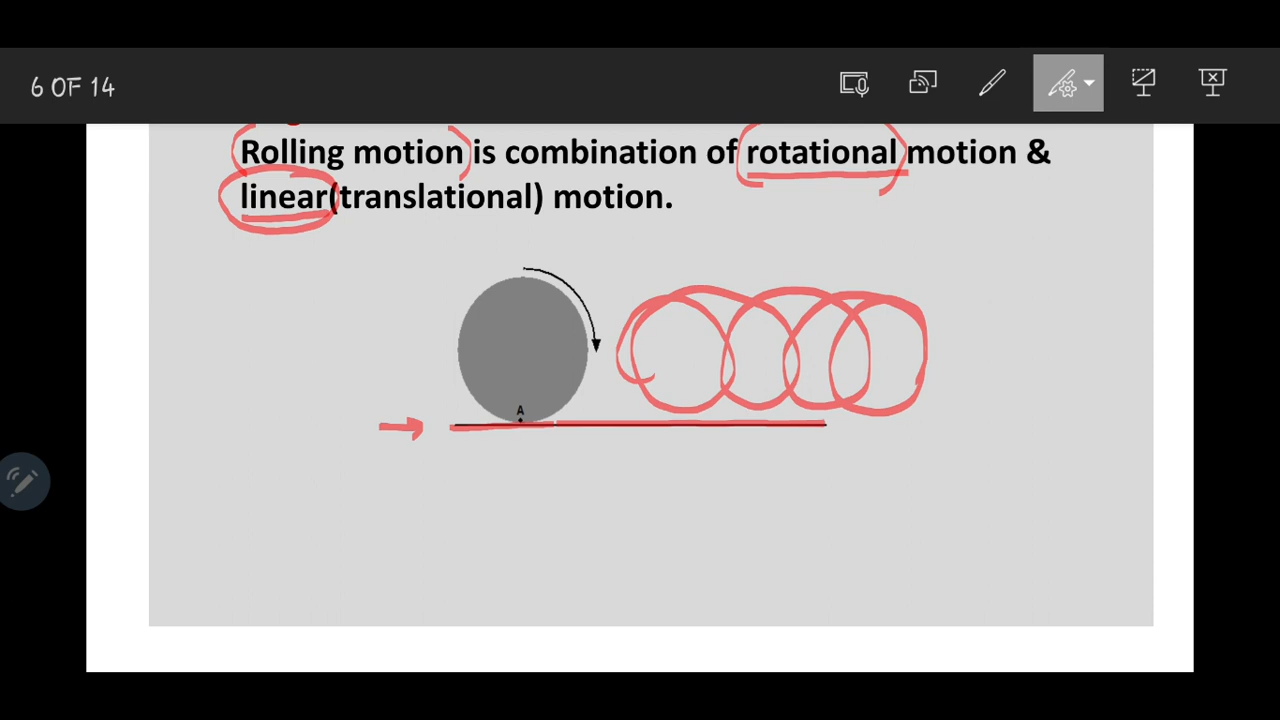 6 OF 14
Rolling motion is combination of rotational motion &
linear(translational) motion.
A